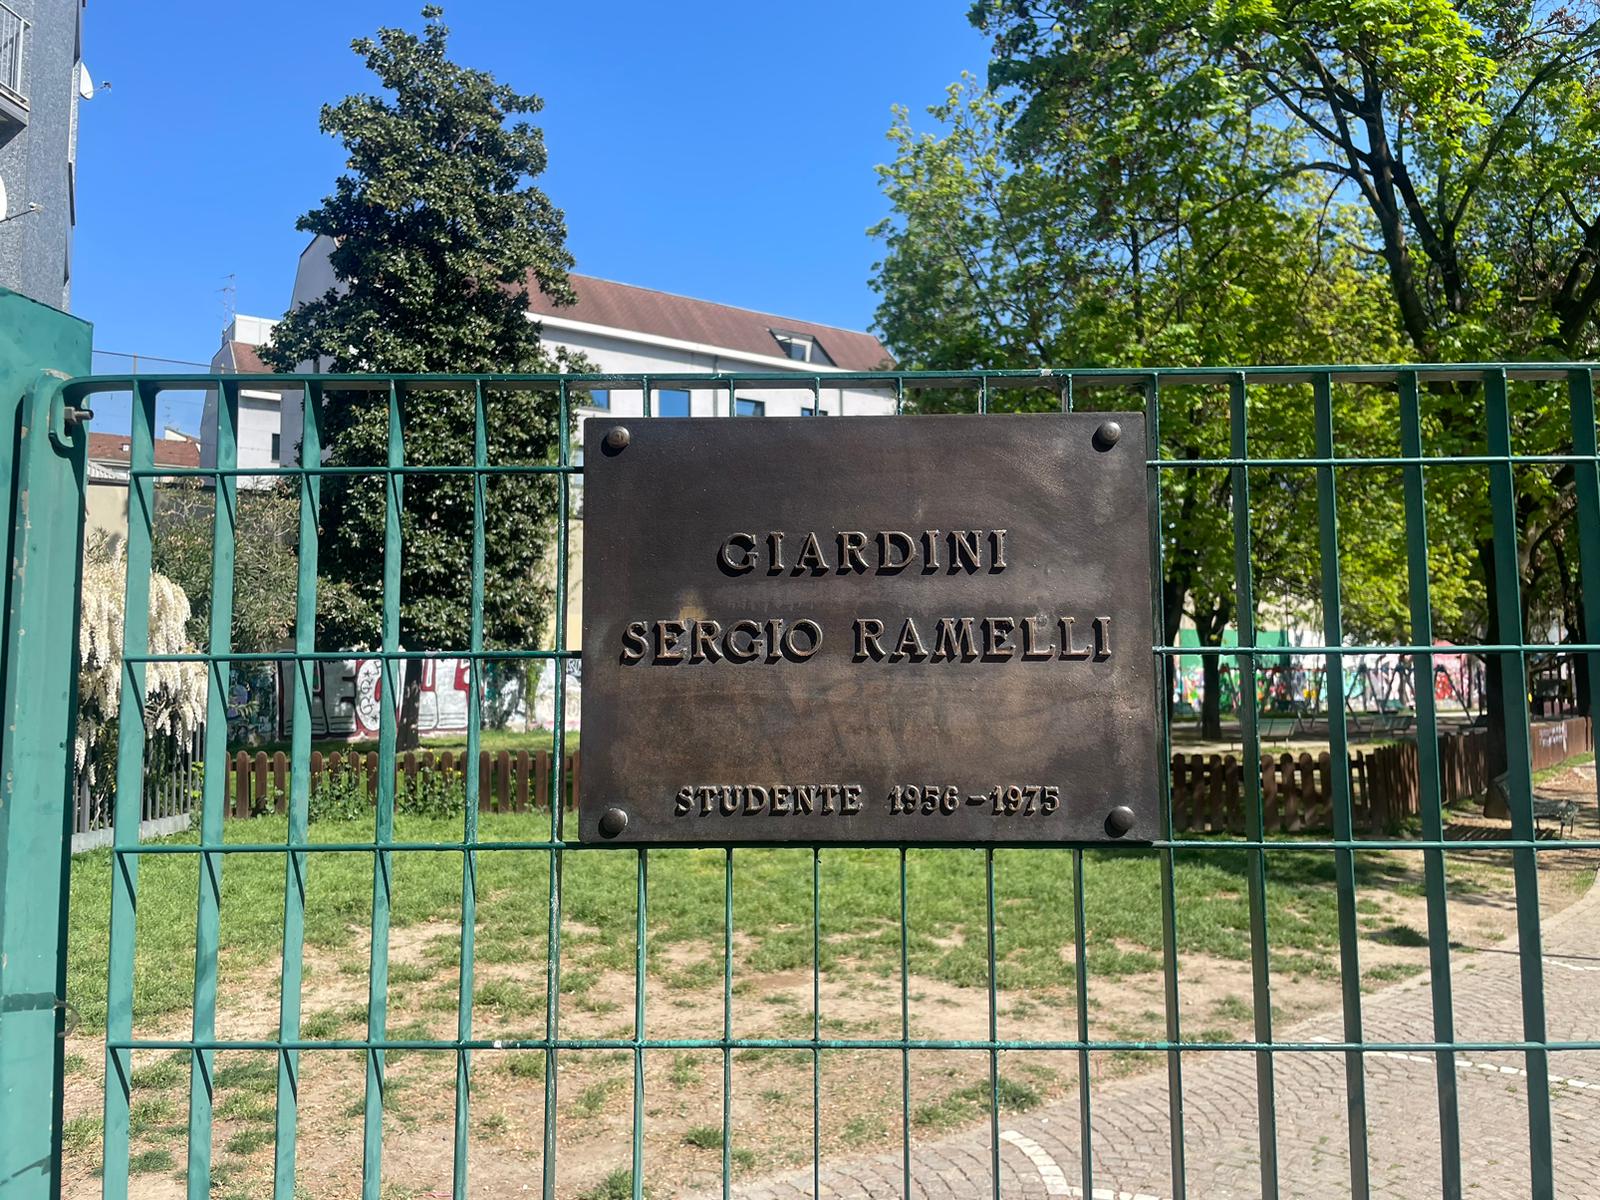 GIARDINI
SERGIO RAMELLI
STUDENTE 1956-1975